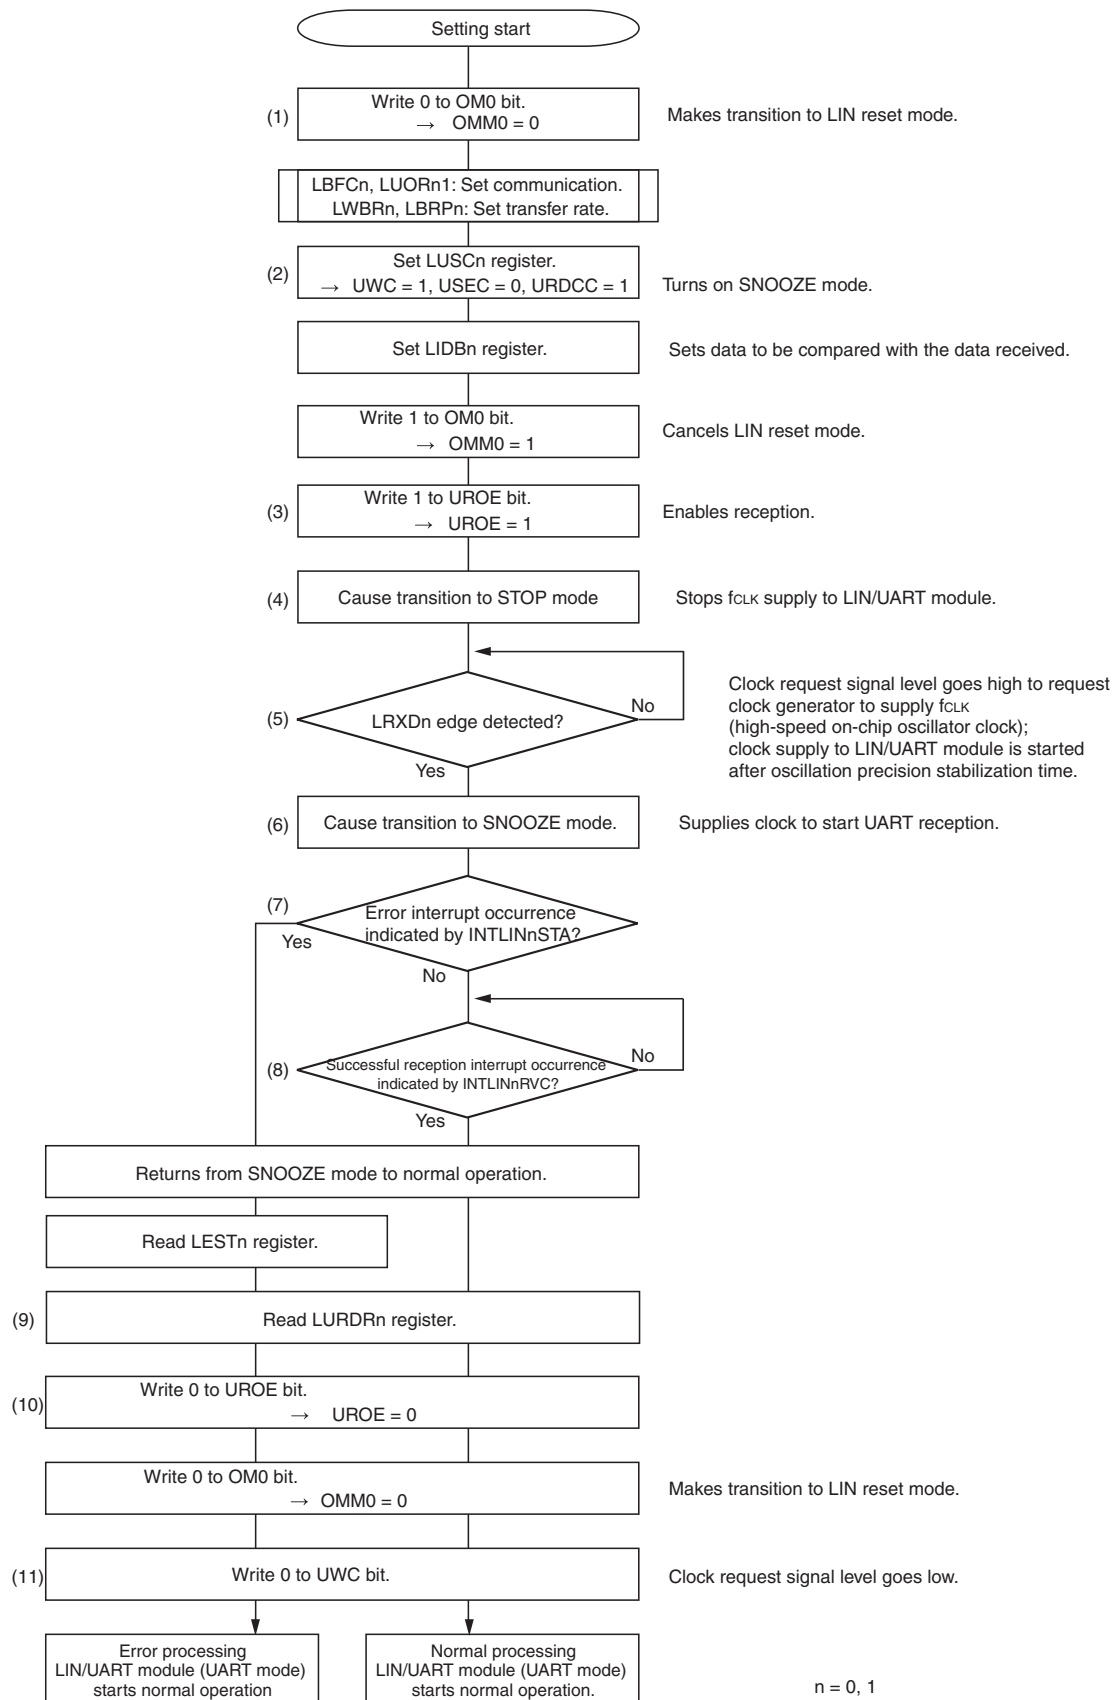 Setting start
(1)
Write 0 to OM0 bit.
→ OMM0 = 0
Makes transition to LIN reset mode.
LBFCn, LUORn1: Set communication.
LWBRn, LBRPn: Set transfer rate.
(2)
Set LUSCn register.
→ UWC = 1, USEC = 0, URDCC = 1
Turns on SNOOZE mode.
Set LIDBn register.
Sets data to be compared with the data received.
Write 1 to OM0 bit.
→ OMM0 = 1
Cancels LIN reset mode.
(3)
Write 1 to UROE bit.
→ UROE = 1
Enables reception.
(4)
Cause transition to STOP mode
Stops fCLK supply to LIN/UART module.
(5)
LRXDn edge detected?
No
Yes
Clock request signal level goes high to request
clock generator to supply fCLK
(high-speed on-chip oscillator clock);
clock supply to LIN/UART module is started
after oscillation precision stabilization time.
(6)
Cause transition to SNOOZE mode.
Supplies clock to start UART reception.
(7)
Error interrupt occurrence
indicated by INTLINnSTA?
Yes
No
(8)
Successful reception interrupt occurrence
indicated by INTLINnRVC?
No
Yes
Returns from SNOOZE mode to normal operation.
Read LESTn register.
(9)
Read LURDRn register.
(10)
Write 0 to UROE bit.
→ UROE = 0
Write 0 to OM0 bit.
→ OMM0 = 0
Makes transition to LIN reset mode.
(11)
Write 0 to UWC bit.
Clock request signal level goes low.
Error processing
LIN/UART module (UART mode)
starts normal operation
Normal processing
LIN/UART module (UART mode)
starts normal operation.
n = 0, 1